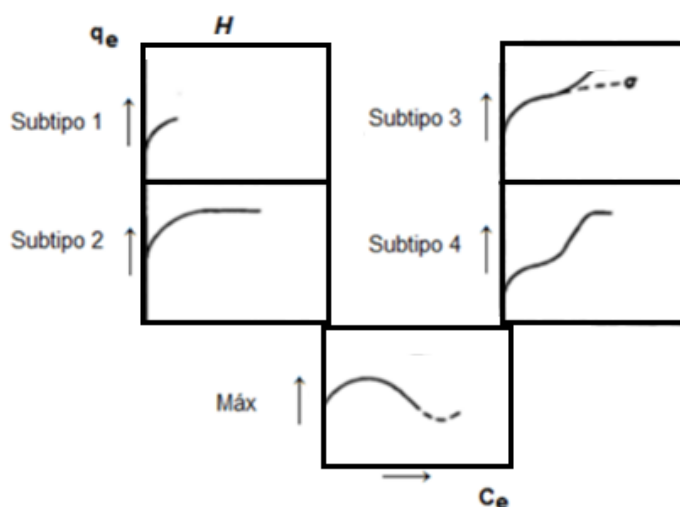 qe
H
Subtipo 1
Subtipo 2
Subtipo 3
σ
Subtipo 4
Máx
Ce